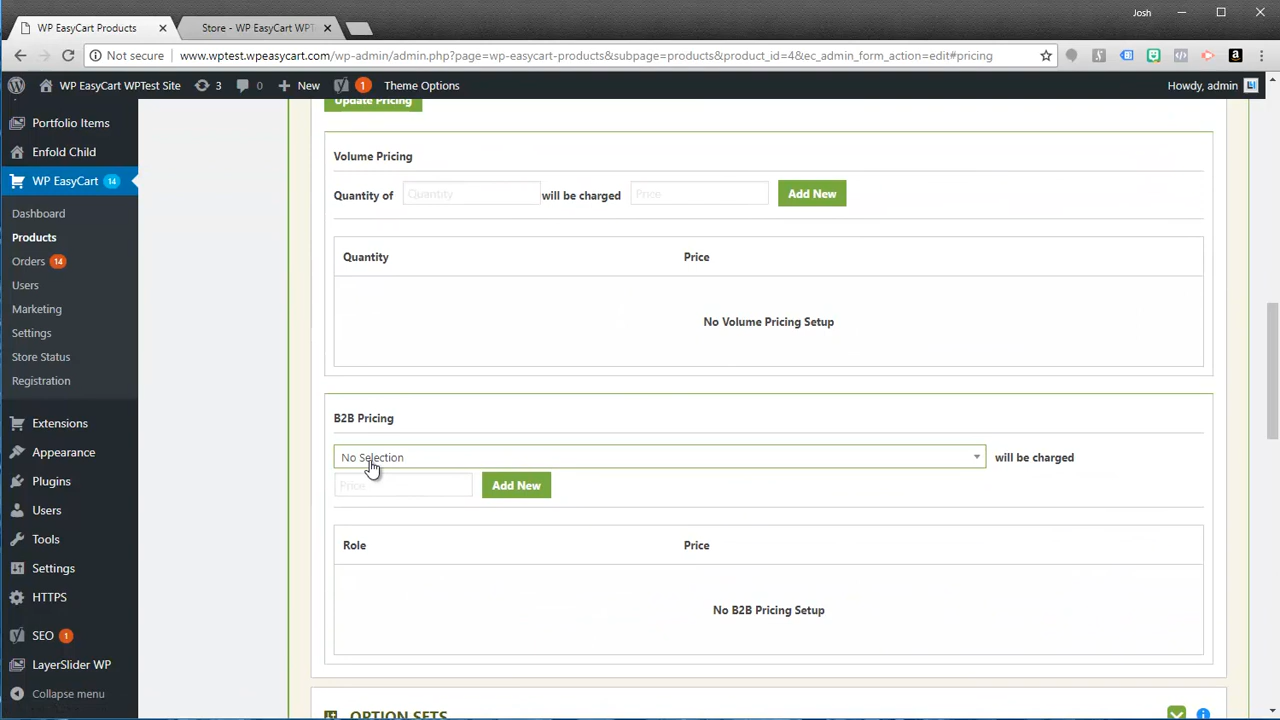 Josh
WP EasyCart Products
Store - WP EasyCart WPT
Not secure
www.wptest.wpeasycart.com/wp-admin/admin.php?page=wp-easycart-products&subpage=products&product_id=4&ec_admin_form_action=edit#pricing
WP EasyCart WPTest Site
3
0
New
1
Theme Options
Howdy, admin
Portfolio Items
Enfold Child
WP EasyCart 14
Dashboard
Products
Orders 14
Users
Marketing
Settings
Store Status
Registration
Extensions
Appearance
Plugins
Users
Tools
Settings
HTTPS
SEO 1
LayerSlider WP
Collapse menu
Update Pricing
Volume Pricing
Quantity of Quantity will be charged Price Add New
Quantity Price
No Volume Pricing Setup
B2B Pricing
No Selection will be charged
Price Add New
Role Price
No B2B Pricing Setup
OPTION SETS